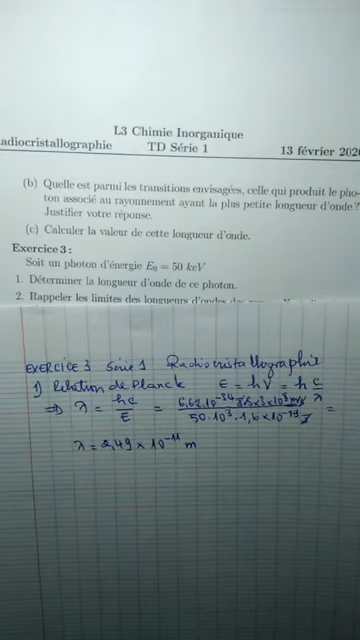 L3 Chimie Inorganique
adiocristallographie TD Série 1 13 février 202
(b) Quelle est parmi les transitions envisagées, celle qui produit le pho-
ton associé au rayonnement ayant la plus petite longueur d'onde ?
Justifier votre réponse.
(c) Calculer la valeur de cette longueur d'onde.
Exercice 3 :
Soit un photon d'énergie E₀ = 50 keV
1. Déterminer la longueur d'onde de ce photon.
2. Rappeler les limites des longueurs d'ondes des
EXERCICE 3 Série 1 Radiocristallographie
1) Relation de Planck E = hν = h c/λ
⇒ λ = hc/E = 6,62.10⁻³⁴ J.s x 3 x 10⁸ m/s / 50.10³.1,6 x 10⁻¹⁹ J =
λ = 2,49 x 10⁻¹¹ m